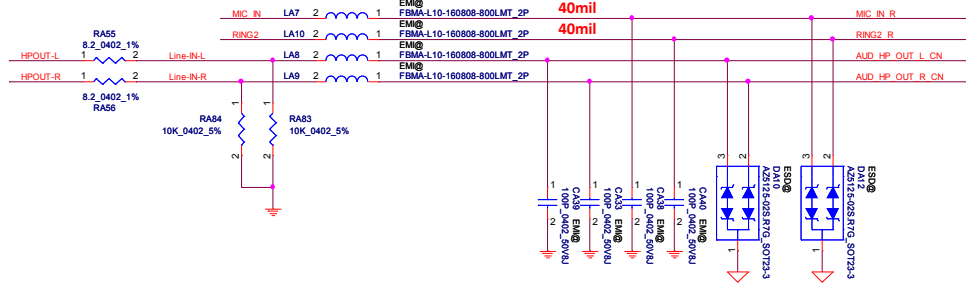 EMI@
MIC_IN LA7 2 1 FBMA-L10-160808-800LMT_2P 40mil MIC_IN_R
EMI@
RING2 LA10 2 1 FBMA-L10-160808-800LMT_2P 40mil RING2_R
RA55
8.2_0402_1%
EMI@
HPOUT-L 1 2 Line-IN-L LA8 2 1 FBMA-L10-160808-800LMT_2P AUD_HP_OUT_L_CN
EMI@
HPOUT-R 1 2 Line-IN-R LA9 2 1 FBMA-L10-160808-800LMT_2P AUD_HP_OUT_R_CN
8.2_0402_1%
RA56
RA84
10K_0402_5%
1
2
RA83
10K_0402_5%
1
2
1
2
CA39 EMI@
100P_0402_50V8J
1
2
CA33 EMI@
100P_0402_50V8J
1
2
CA38 EMI@
100P_0402_50V8J
1
2
CA40 EMI@
100P_0402_50V8J
3
2
1
ESD@
DA10
AZ5125-02S.R7G_SOT23-3
3
2
1
ESD@
DA12
AZ5125-02S.R7G_SOT23-3